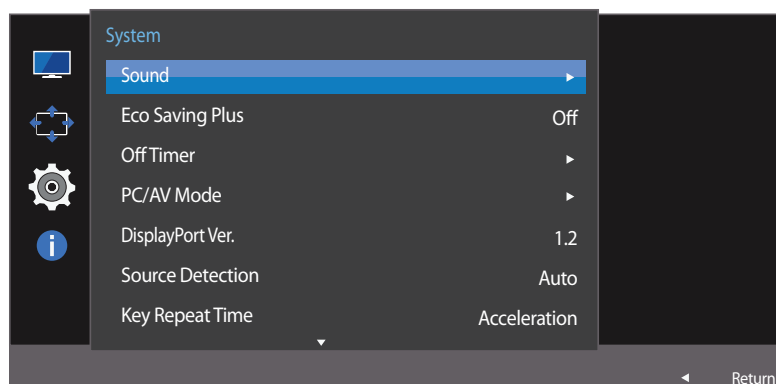 System
Sound
Eco Saving Plus Off
Off Timer
PC/AV Mode
DisplayPort Ver. 1.2
Source Detection Auto
Key Repeat Time Acceleration
Return